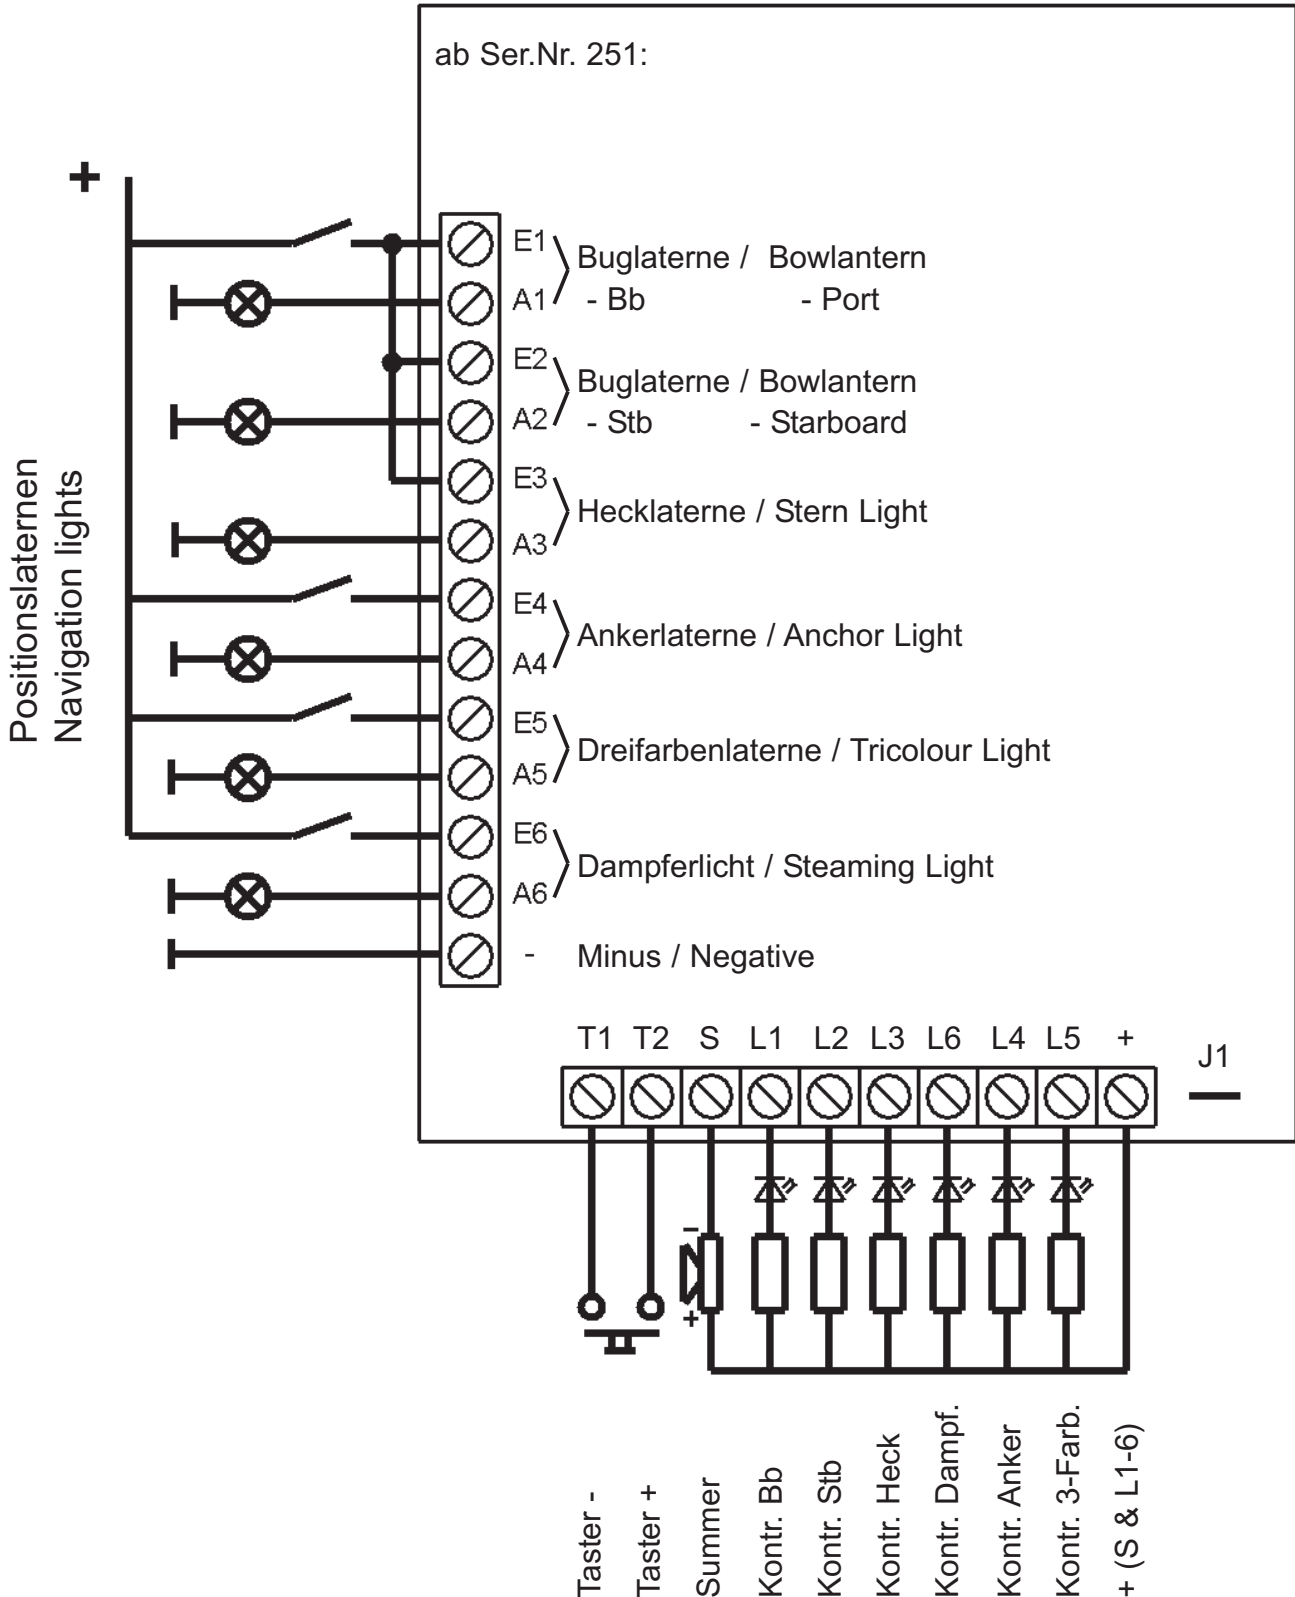 ab Ser.Nr. 251:
+
Positionslaternen
Navigation lights
E1
Buglaterne / Bowlantern
A1 - Bb - Port
E2
Buglaterne / Bowlantern
A2 - Stb - Starboard
E3
Hecklaterne / Stern Light
A3
E4
Ankerlaterne / Anchor Light
A4
E5
Dreifarbenlaterne / Tricolour Light
A5
E6
Dampferlicht / Steaming Light
A6
- Minus / Negative
T1 T2 S L1 L2 L3 L6 L4 L5 +
J1
-
+
Taster -
Taster +
Summer
Kontr. Bb
Kontr. Stb
Kontr. Heck
Kontr. Dampf.
Kontr. Anker
Kontr. 3-Farb.
+ (S & L1-6)